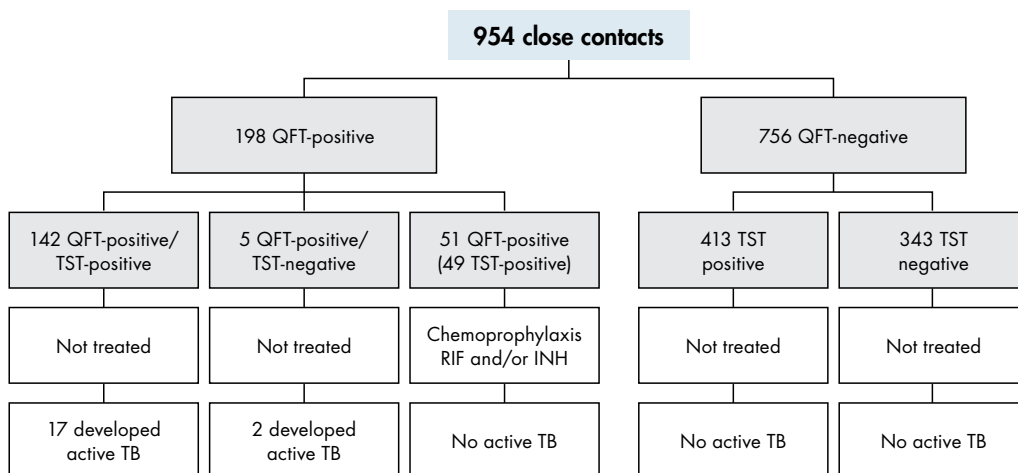 954 close contacts
198 QFT-positive
756 QFT-negative
142 QFT-positive/
TST-positive
5 QFT-positive/
TST-negative
51 QFT-positive
(49 TST-positive)
413 TST
positive
343 TST
negative
Not treated
Not treated
Chemoprophylaxis
RIF and/or INH
Not treated
Not treated
17 developed
active TB
2 developed
active TB
No active TB
No active TB
No active TB